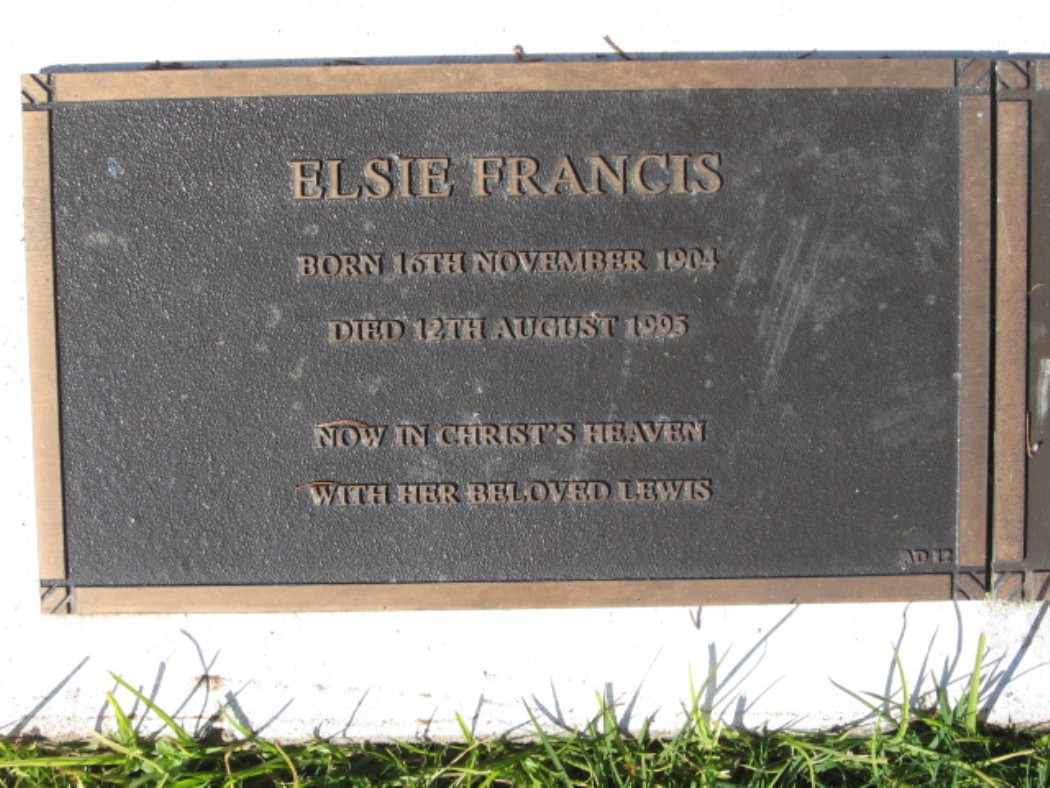 ELSIE FRANCIS
BORN 16TH NOVEMBER 1904
DIED 12TH AUGUST 1995
NOW IN CHRIST'S HEAVEN
WITH HER BELOVED LEWIS
AD 12